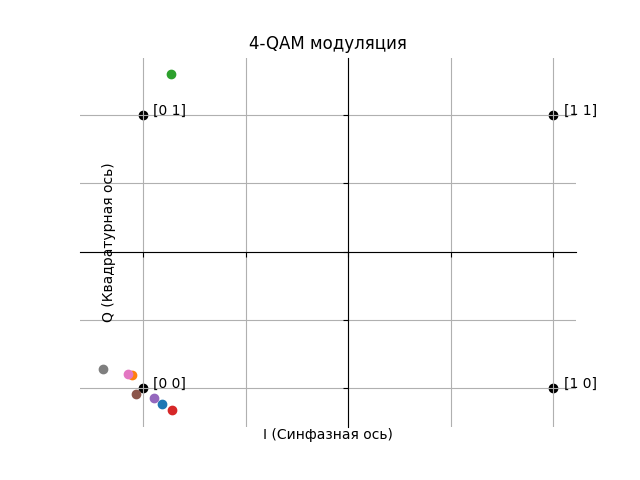 4-QAM модуляция
[0 1]
[1 1]
Q (Квадратурная ось)
[0 0]
[1 0]
I (Синфазная ось)